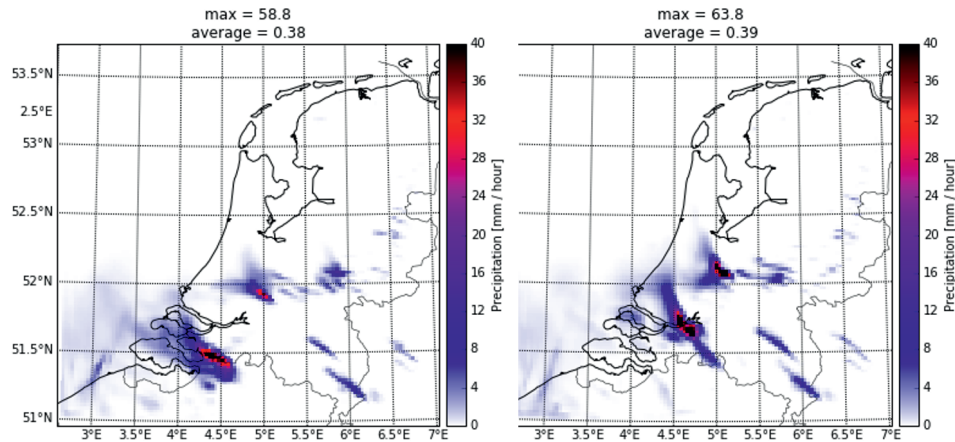 max = 58.8
average = 0.38
max = 63.8
average = 0.39
53.5°N
2.5°E
53°N
52.5°N
52°N
51.5°N
51°N
3°E 3.5°E 4°E 4.5°E 5°E 5.5°E 6°E 6.5°E 7°E
40
36
32
28
24
20
16
12
8
4
0
Precipitation [mm / hour]
3°E 3.5°E 4°E 4.5°E 5°E 5.5°E 6°E 6.5°E 7°E
40
36
32
28
24
20
16
12
8
4
0
Precipitation [mm / hour]